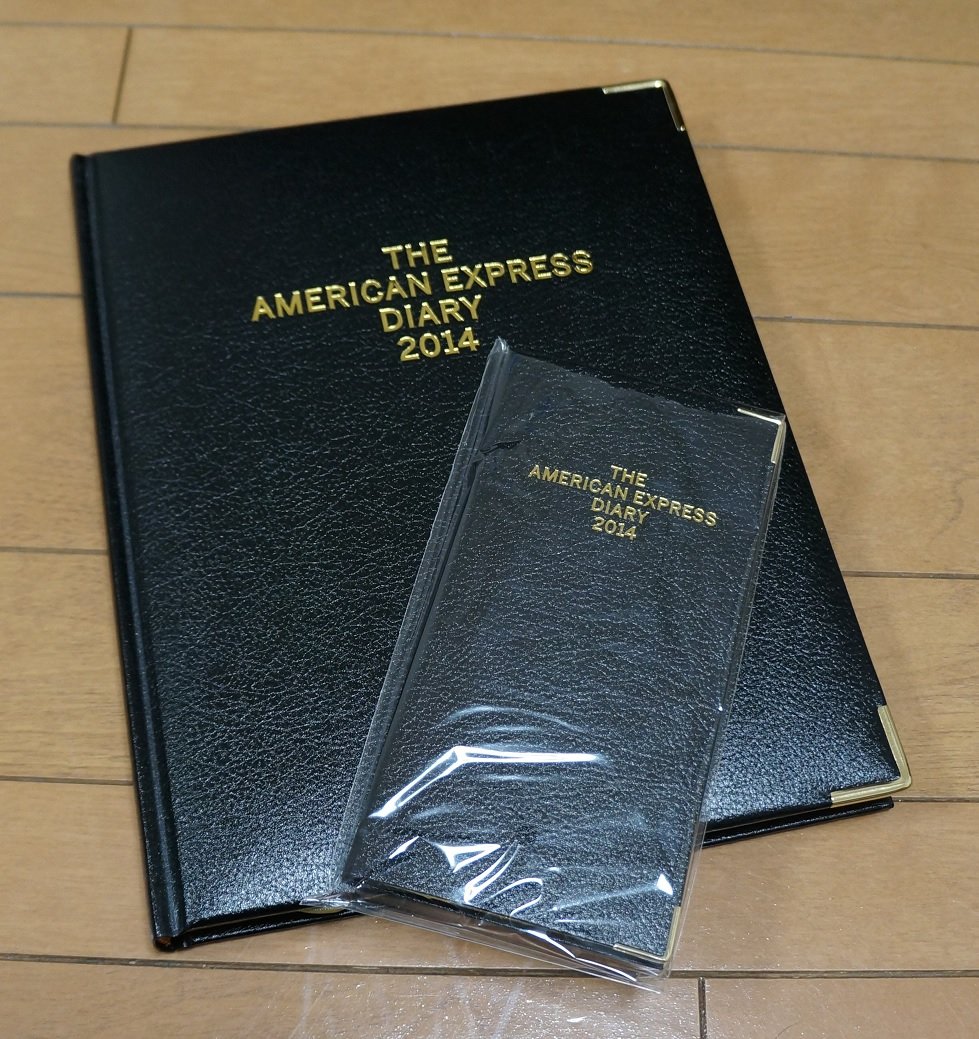 THE
AMERICAN EXPRESS
DIARY
2014
THE
AMERICAN EXPRESS
DIARY
2014